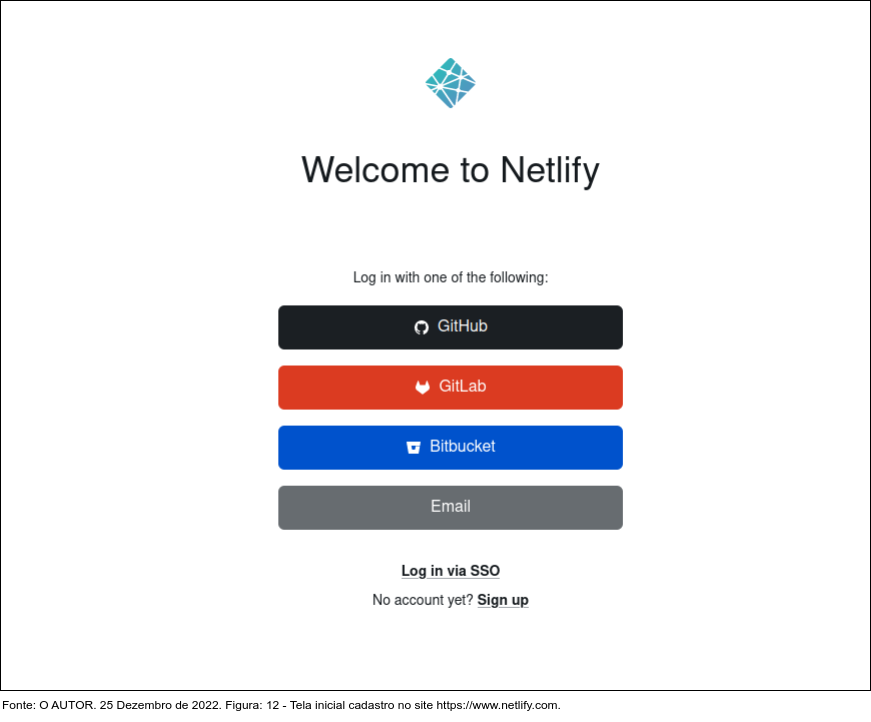 Welcome to Netlify
Log in with one of the following:
GitHub
GitLab
Bitbucket
Email
Log in via SSO
No account yet? Sign up
Fonte: O AUTOR. 25 Dezembro de 2022. Figura: 12 - Tela inicial cadastro no site https://www.netlify.com.